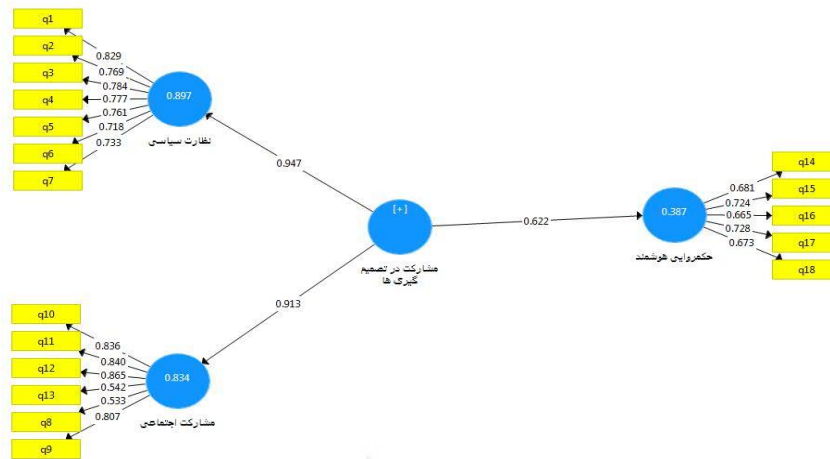 q1
q2
q3
q4
q5
q6
q7
0.829
0.769
0.784
0.777
0.761
0.718
0.733
0.897
نظارت سیاسی
0.947
[+]
مشارکت در تصمیم
گیری ها
0.622
0.387
حکمروایی هوشمند
0.681
0.724
0.665
0.728
0.673
q14
q15
q16
q17
q18
0.913
q10
q11
q12
q13
q8
q9
0.836
0.840
0.865
0.542
0.533
0.807
0.834
مشارکت اجتماعی